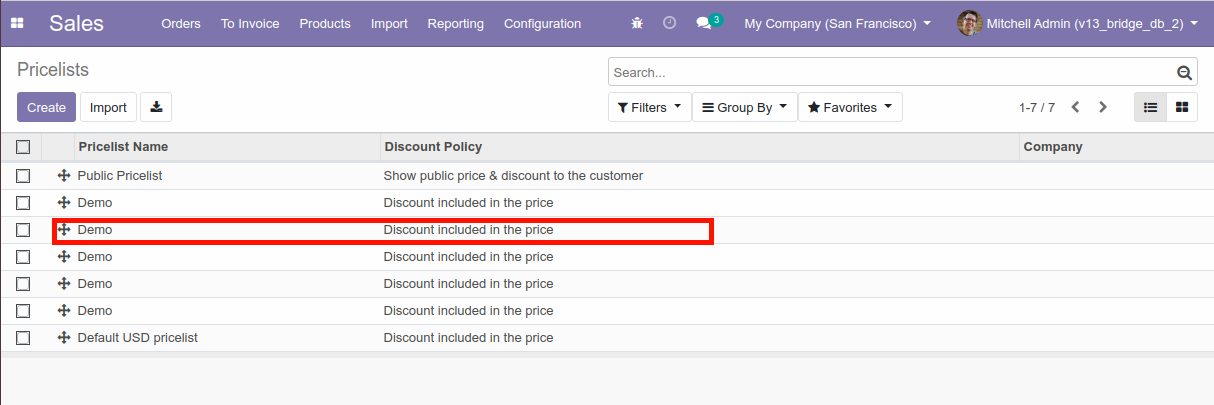 Sales Orders To Invoice Products Import Reporting Configuration 3 My Company (San Francisco) Mitchell Admin (v13_bridge_db_2)
Pricelists Search...
Create Import Filters Group By Favorites 1-7 / 7
Pricelist Name Discount Policy Company
Public Pricelist Show public price & discount to the customer
Demo Discount included in the price
Demo Discount included in the price
Demo Discount included in the price
Demo Discount included in the price
Demo Discount included in the price
Default USD pricelist Discount included in the price